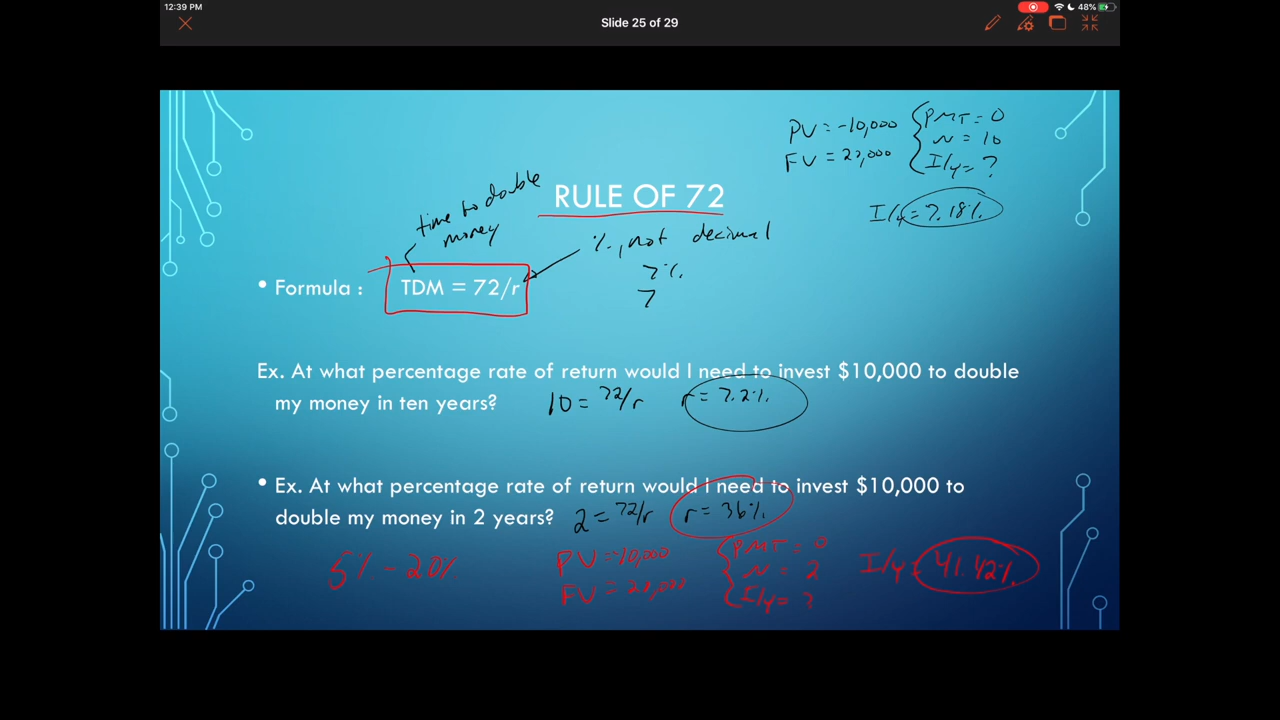 12:39 PM
48%
Slide 25 of 29
PV = -10,000
FV = 20,000
PMT = 0
N = 10
I/y = ?
I/y = 7.18%
RULE OF 72
time to double
money
%, not decimal
7%
7
• Formula : TDM = 72/r
Ex. At what percentage rate of return would I need to invest $10,000 to double
my money in ten years? 10 = 72/r r = 7.2%
• Ex. At what percentage rate of return would I need to invest $10,000 to
double my money in 2 years? 2 = 72/r r = 36%
5% - 20%
PV = -10,000
FV = 20,000
PMT = 0
N = 2
I/y = ?
I/y = 41.42%